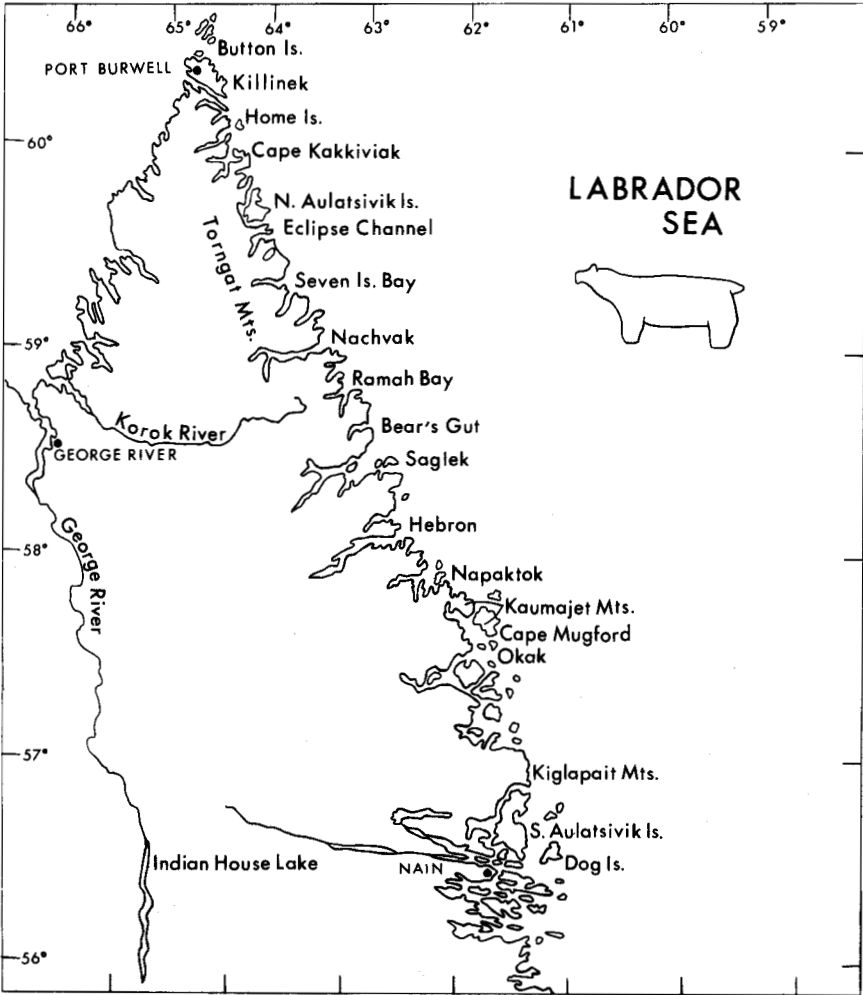 66° 65° 64° 63° 62° 61° 60° 59°
Button Is.
PORT BURWELL
Killinek
Home Is.
60°
Cape Kakkiviak
LABRADOR
SEA
N. Aulatsivik Is.
Eclipse Channel
Torngat Mts.
Seven Is. Bay
59°
Nachvak
Ramah Bay
Korok River
Bear's Gut
GEORGE RIVER
Saglek
George River
Hebron
58°
Napaktok
Kaumajet Mts.
Cape Mugford
Okak
57°
Kiglapait Mts.
S. Aulatsivik Is.
Indian House Lake
NAIN
Dog Is.
56°